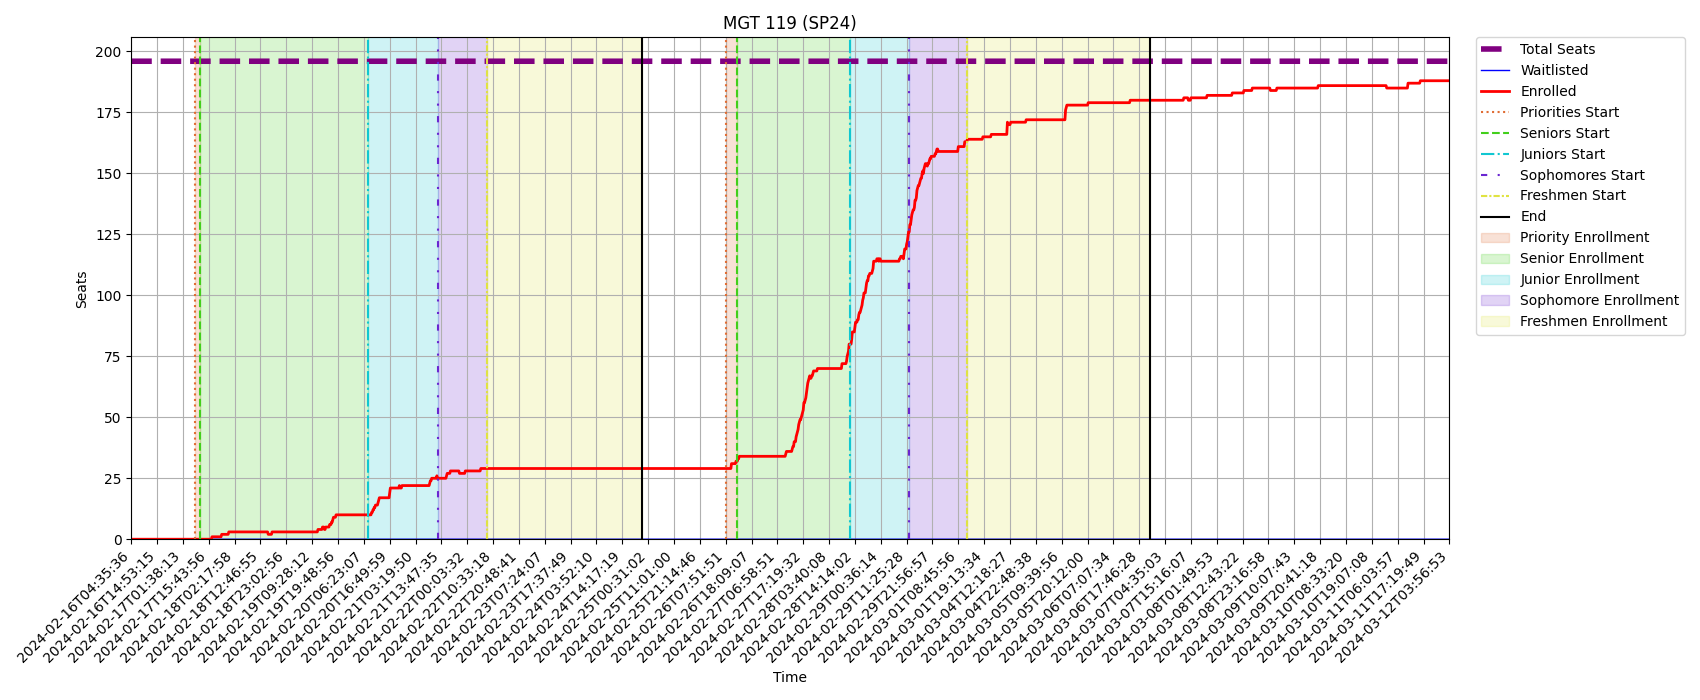 MGT 119 (SP24)
Seats
200
175
150
125
100
75
50
25
0
2024-02-16T04:35:36
2024-02-16T14:53:15
2024-02-17T01:38:13
2024-02-17T15:43:56
2024-02-18T02:17:58
2024-02-18T12:46:55
2024-02-18T23:02:56
2024-02-19T09:28:12
2024-02-19T19:48:56
2024-02-20T06:23:07
2024-02-20T16:49:59
2024-02-21T03:19:50
2024-02-21T13:47:35
2024-02-22T00:03:32
2024-02-22T10:33:18
2024-02-22T20:48:41
2024-02-23T07:24:07
2024-02-23T17:37:49
2024-02-24T03:52:10
2024-02-24T14:17:19
2024-02-25T00:31:02
2024-02-25T11:01:00
2024-02-25T21:14:46
2024-02-26T07:51:51
2024-02-26T18:09:07
2024-02-27T06:58:51
2024-02-27T17:19:32
2024-02-28T03:40:08
2024-02-28T14:14:02
2024-02-29T00:36:14
2024-02-29T11:25:28
2024-02-29T21:56:57
2024-03-01T08:45:56
2024-03-01T19:13:34
2024-03-04T12:18:27
2024-03-04T22:48:38
2024-03-05T09:39:56
2024-03-05T20:12:00
2024-03-06T07:07:34
2024-03-06T17:46:28
2024-03-07T04:35:03
2024-03-07T15:16:07
2024-03-08T01:49:53
2024-03-08T12:43:22
2024-03-08T23:16:58
2024-03-09T10:07:43
2024-03-09T20:41:18
2024-03-10T08:33:20
2024-03-10T19:07:08
2024-03-11T06:03:57
2024-03-11T17:19:49
2024-03-12T03:56:53
Time
Total Seats
Waitlisted
Enrolled
Priorities Start
Seniors Start
Juniors Start
Sophomores Start
Freshmen Start
End
Priority Enrollment
Senior Enrollment
Junior Enrollment
Sophomore Enrollment
Freshmen Enrollment